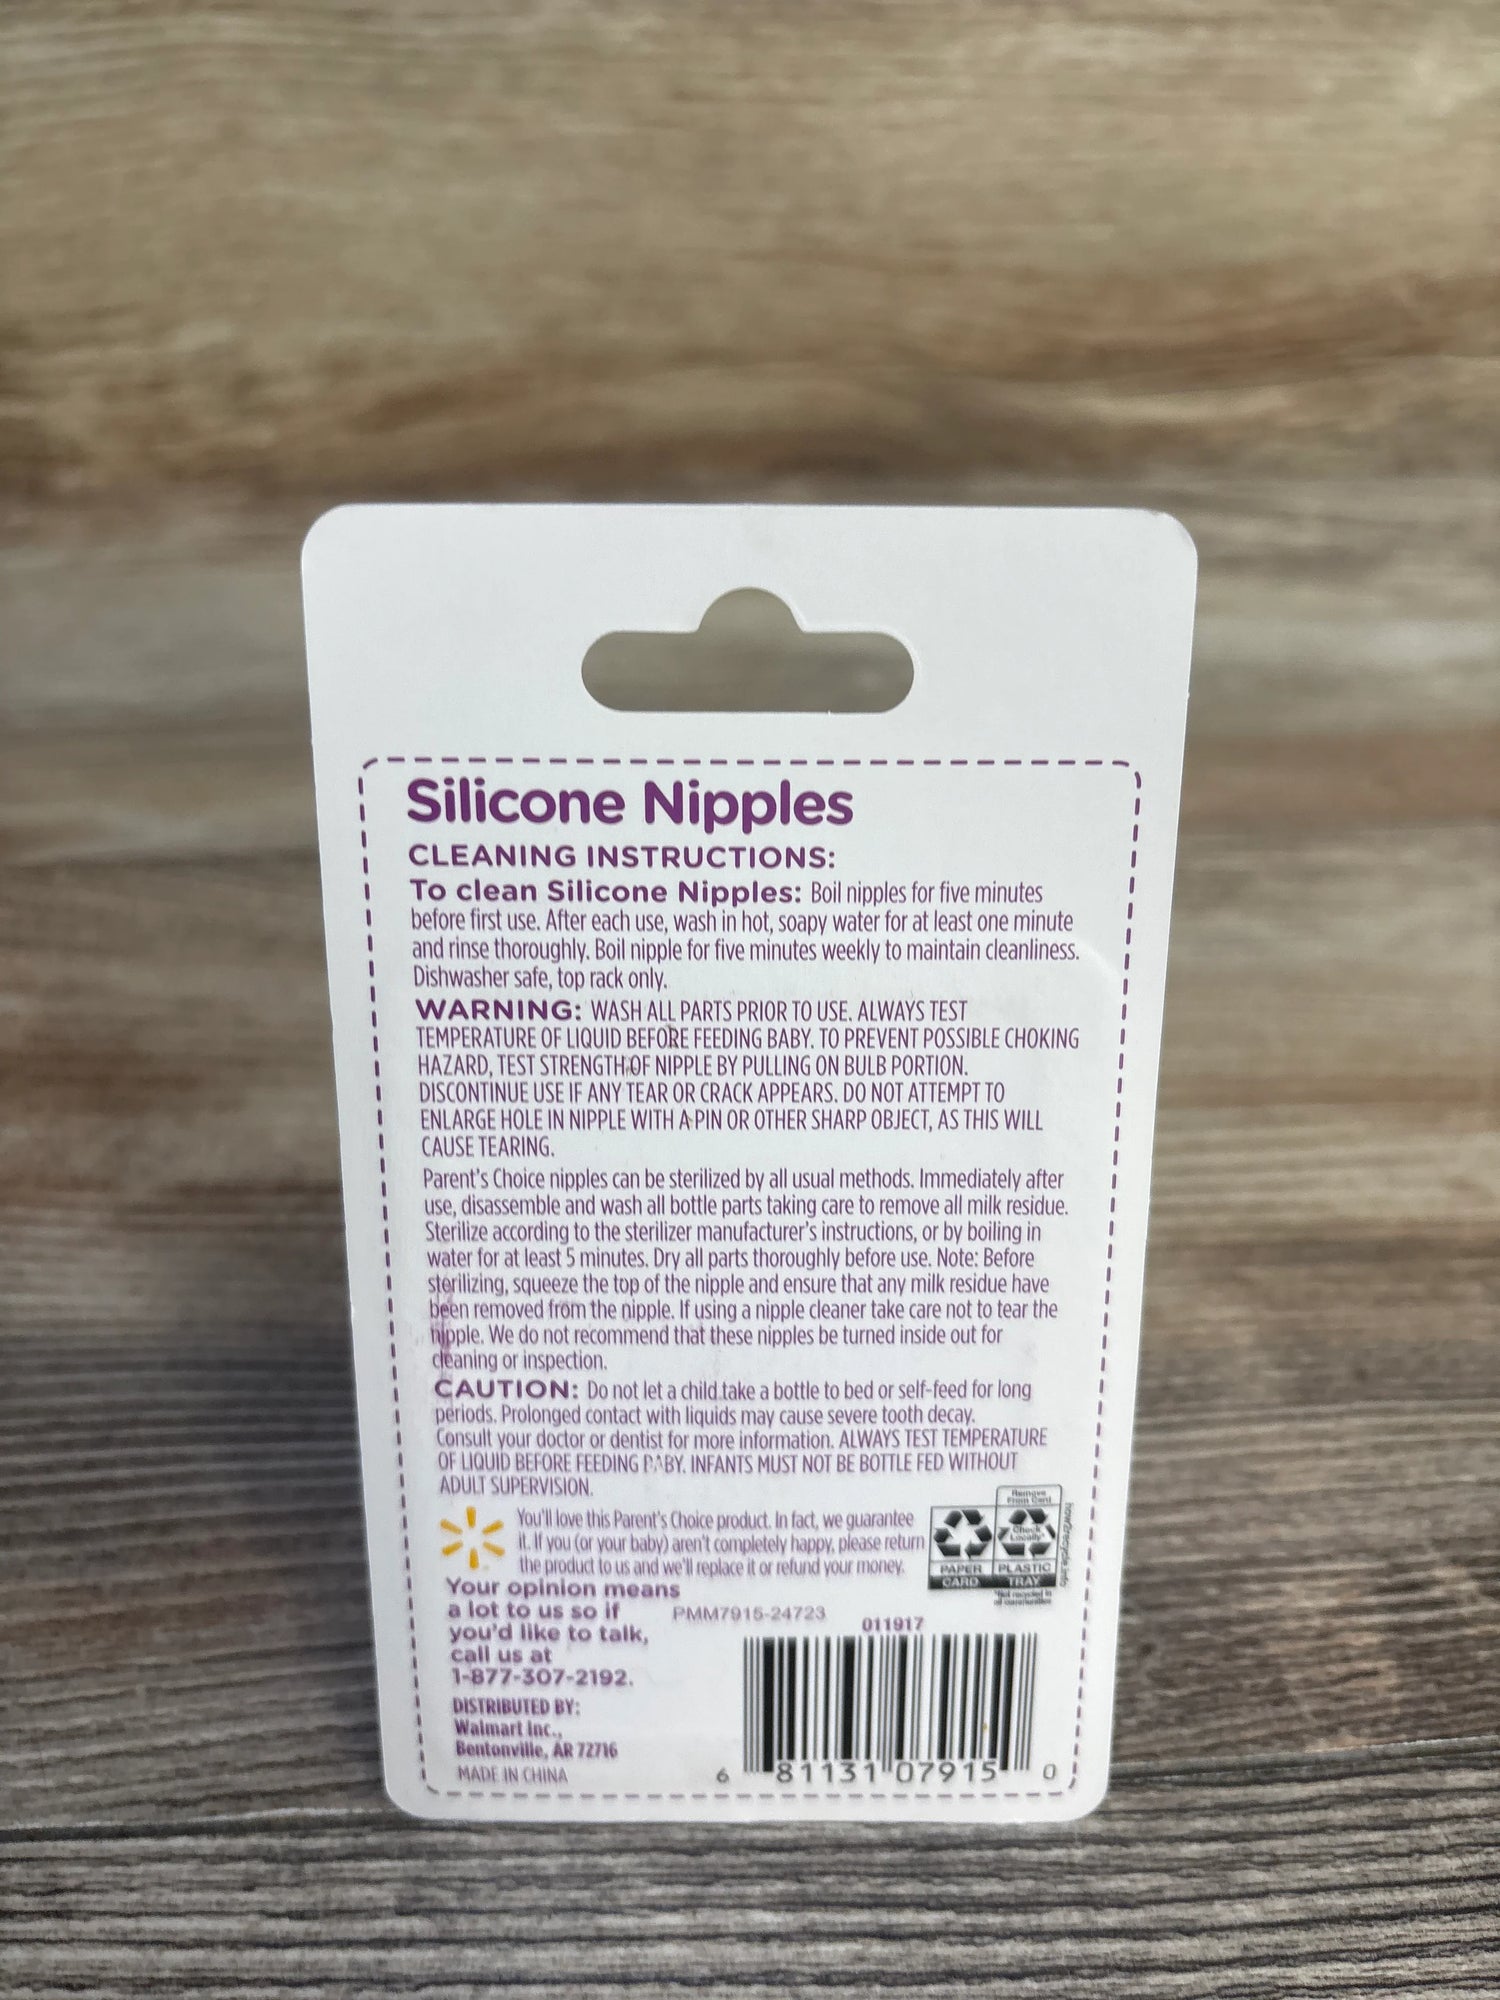 Silicone Nipples
CLEANING INSTRUCTIONS:
To clean Silicone Nipples: Boil nipples for five minutes
before first use. After each use, wash in hot, soapy water for at least one minute
and rinse thoroughly. Boil nipple for five minutes weekly to maintain cleanliness.
Dishwasher safe, top rack only.
WARNING: WASH ALL PARTS PRIOR TO USE. ALWAYS TEST
TEMPERATURE OF LIQUID BEFORE FEEDING BABY. TO PREVENT POSSIBLE CHOKING
HAZARD, TEST STRENGTH OF NIPPLE BY PULLING ON BULB PORTION.
DISCONTINUE USE IF ANY TEAR OR CRACK APPEARS. DO NOT ATTEMPT TO
ENLARGE HOLE IN NIPPLE WITH A PIN OR OTHER SHARP OBJECT, AS THIS WILL
CAUSE TEARING.
Parent's Choice nipples can be sterilized by all usual methods. Immediately after
use, disassemble and wash all bottle parts taking care to remove all milk residue.
Sterilize according to the sterilizer manufacturer's instructions, or by boiling in
water for at least 5 minutes. Dry all parts thoroughly before use. Note: Before
sterilizing, squeeze the top of the nipple and ensure that any milk residue have
been removed from the nipple. If using a nipple cleaner take care not to tear the
nipple. We do not recommend that these nipples be turned inside out for
cleaning or inspection.
CAUTION: Do not let a child take a bottle to bed or self-feed for long
periods. Prolonged contact with liquids may cause severe tooth decay.
Consult your doctor or dentist for more information. ALWAYS TEST TEMPERATURE
OF LIQUID BEFORE FEEDING BABY. INFANTS MUST NOT BE BOTTLE FED WITHOUT
ADULT SUPERVISION.
You'll love this Parent's Choice product. In fact, we guarantee
it. If you (or your baby) aren't completely happy, please return
the product to us and we'll replace it or refund your money.
Remove
From Card
Check
Locally*
PAPER
CARD
PLASTIC
TRAY
*Not recycled in
all communities
how2recycle.info
Your opinion means
a lot to us so if
you'd like to talk,
call us at
1-877-307-2192.
PMM7915-24723
011917
DISTRIBUTED BY:
Walmart Inc.,
Bentonville, AR 72716
MADE IN CHINA
6 81131 07915 0